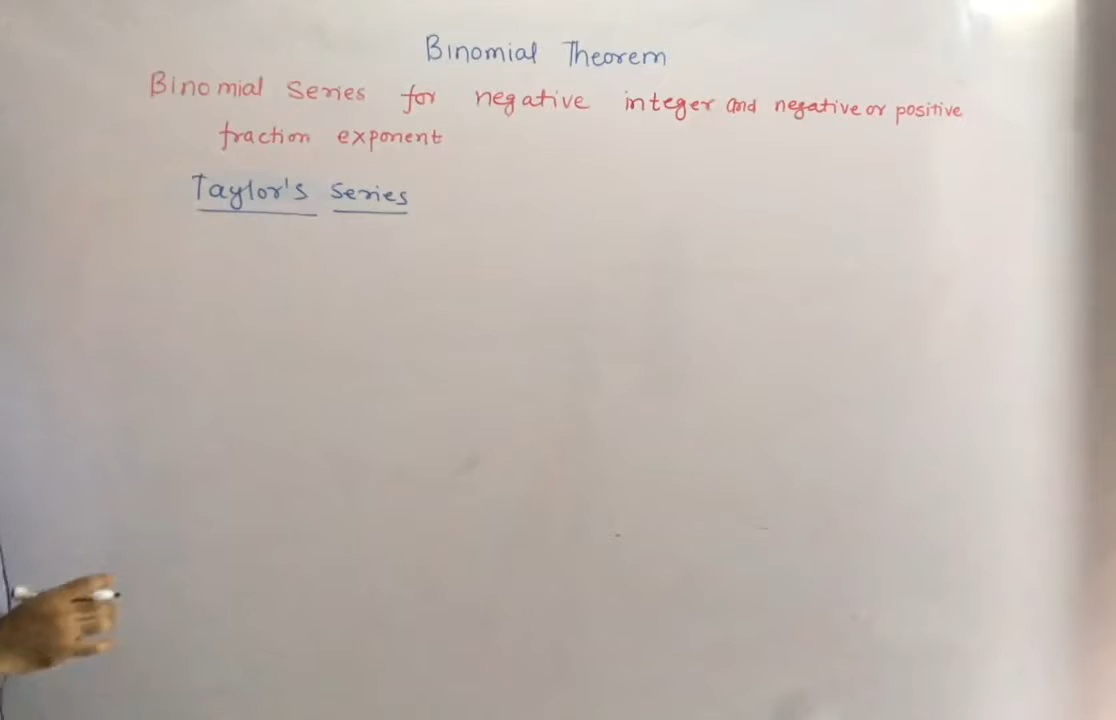 Binomial Theorem
Binomial Series for negative integer and negative or positive
fraction exponent
Taylor's Series